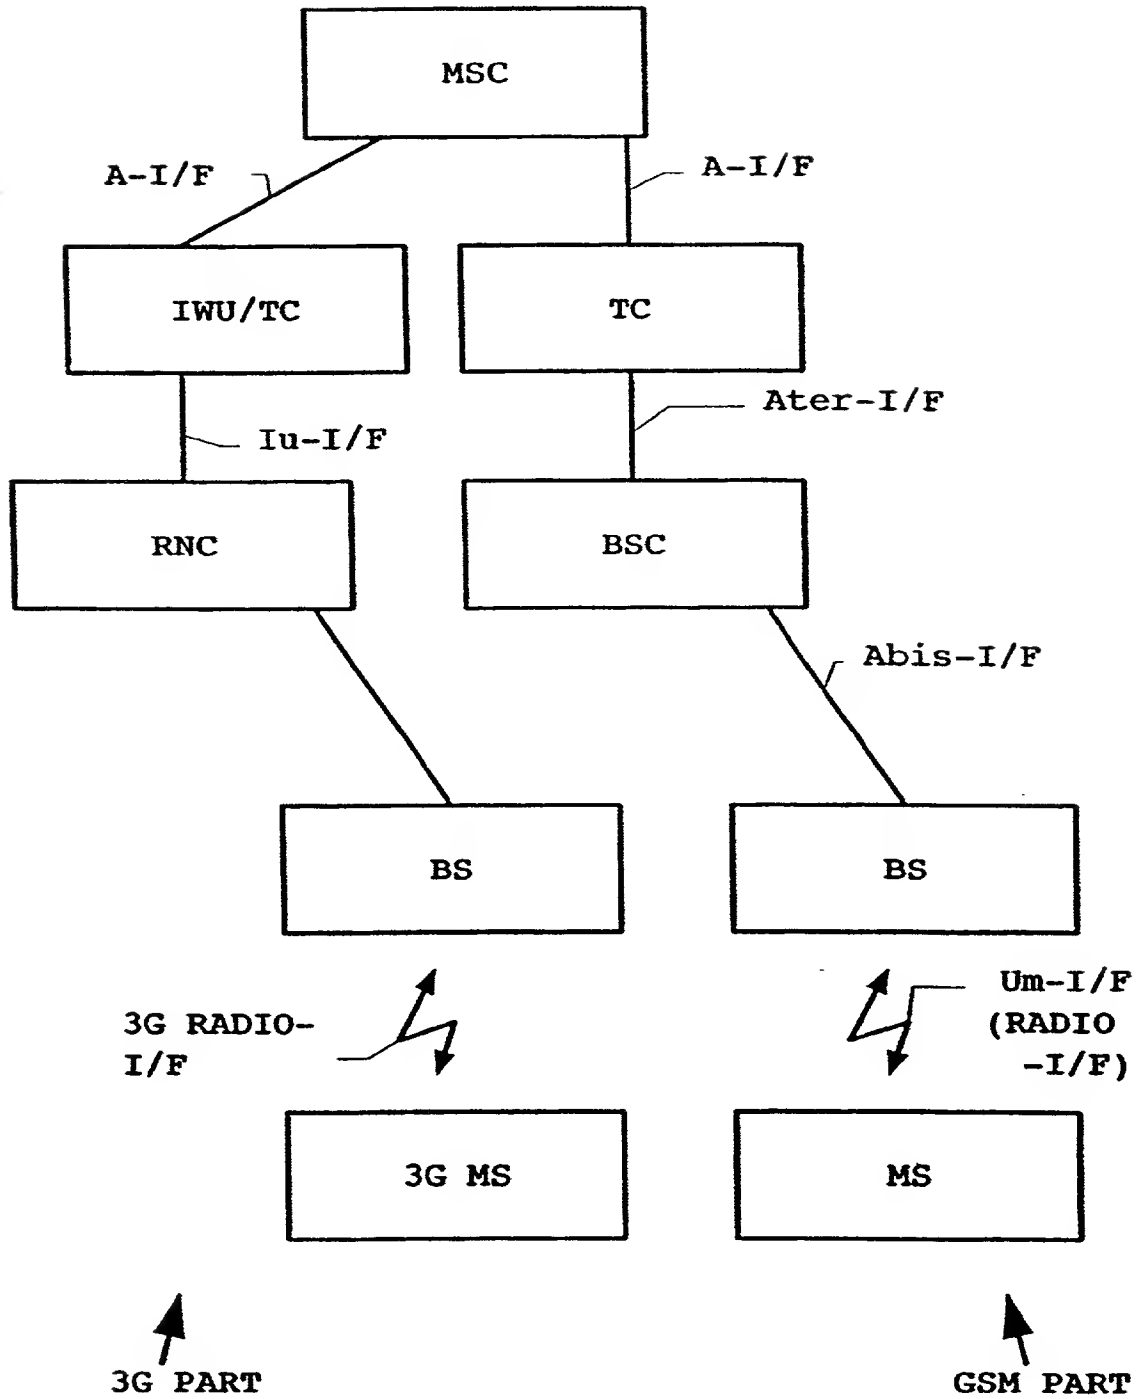 MSC
A-I/F
A-I/F
IWU/TC
TC
Ater-I/F
Iu-I/F
RNC
BSC
Abis-I/F
BS
BS
3G RADIO-
I/F
Um-I/F
(RADIO
-I/F)
3G MS
MS
3G PART
GSM PART